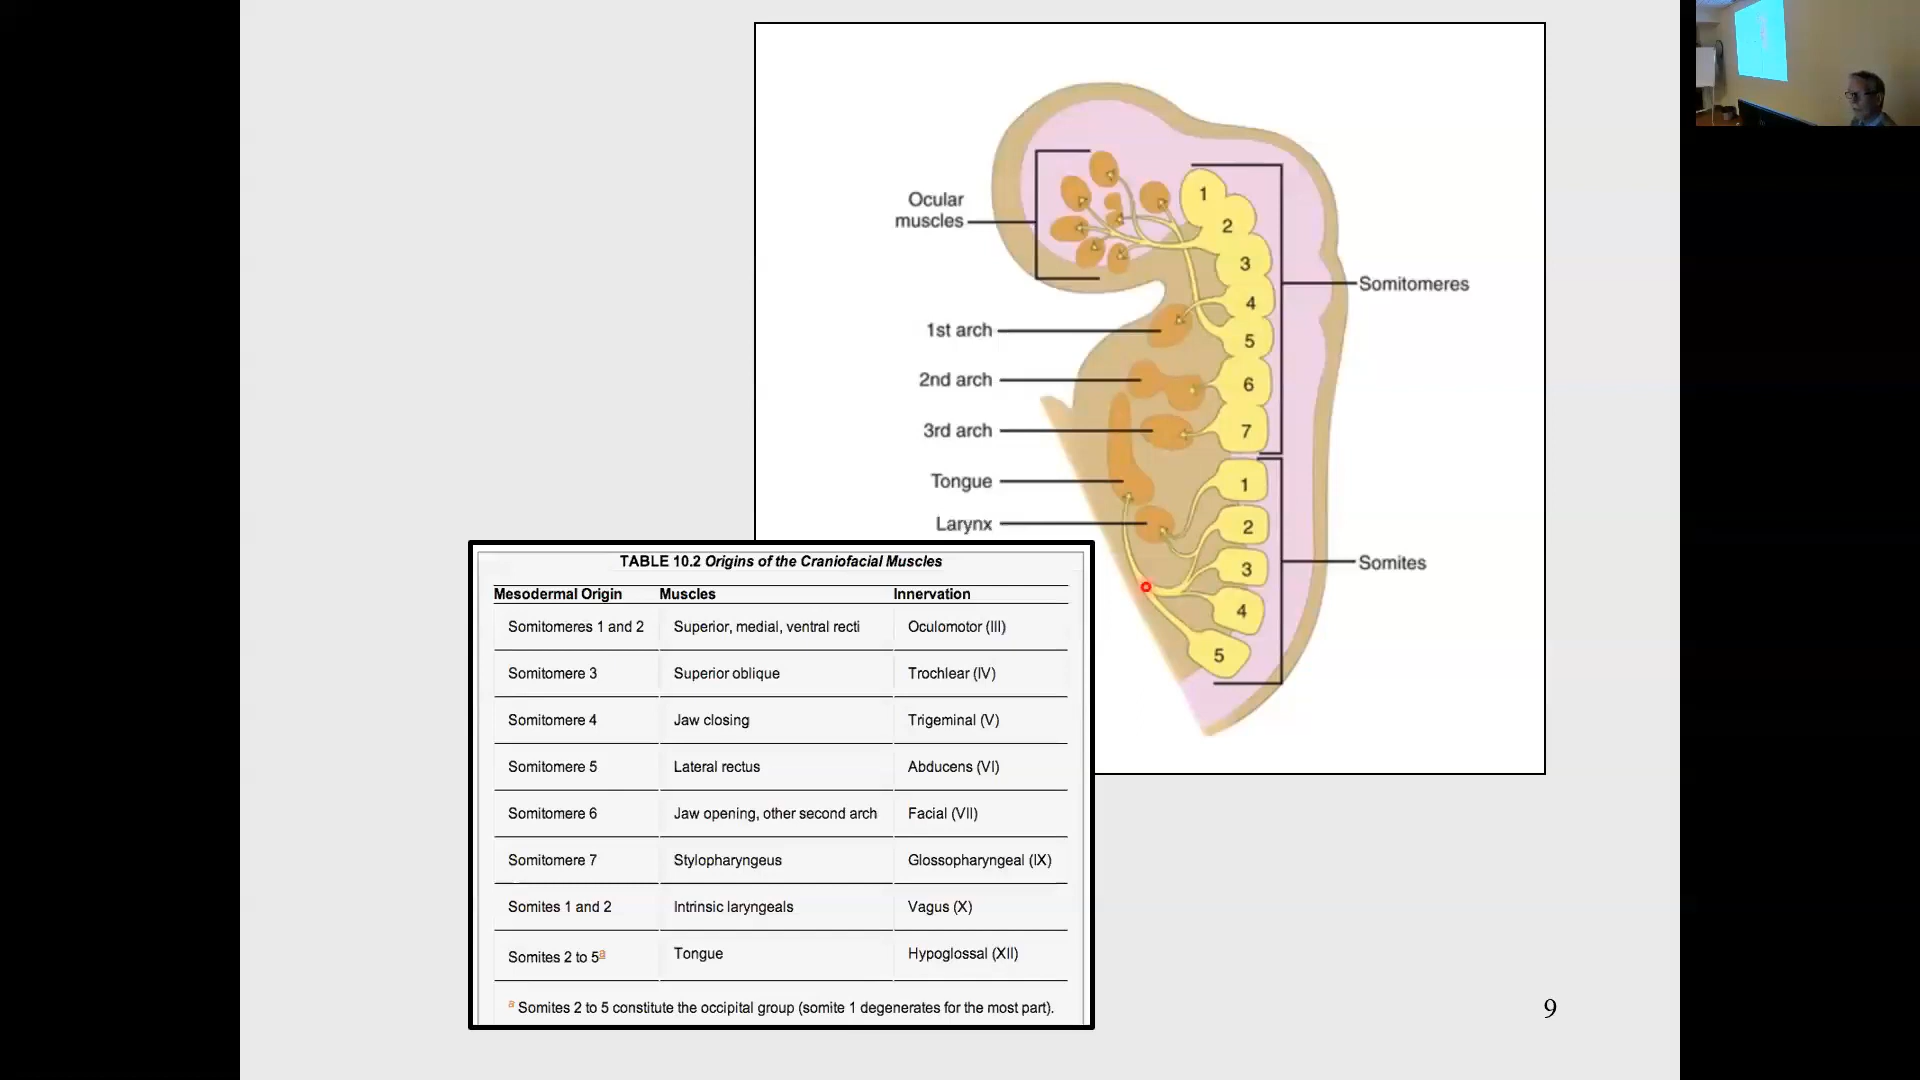 Ocular
muscles
1
2
3
4
5
6
7
Somitomeres
1st arch
2nd arch
3rd arch
Tongue
Larynx
1
2
3
4
5
Somites
TABLE 10.2 Origins of the Craniofacial Muscles
Mesodermal Origin Muscles Innervation
Somitomeres 1 and 2 Superior, medial, ventral recti Oculomotor (III)
Somitomere 3 Superior oblique Trochlear (IV)
Somitomere 4 Jaw closing Trigeminal (V)
Somitomere 5 Lateral rectus Abducens (VI)
Somitomere 6 Jaw opening, other second arch Facial (VII)
Somitomere 7 Stylopharyngeus Glossopharyngeal (IX)
Somites 1 and 2 Intrinsic laryngeals Vagus (X)
Somites 2 to 5a Tongue Hypoglossal (XII)
a Somites 2 to 5 constitute the occipital group (somite 1 degenerates for the most part).
9